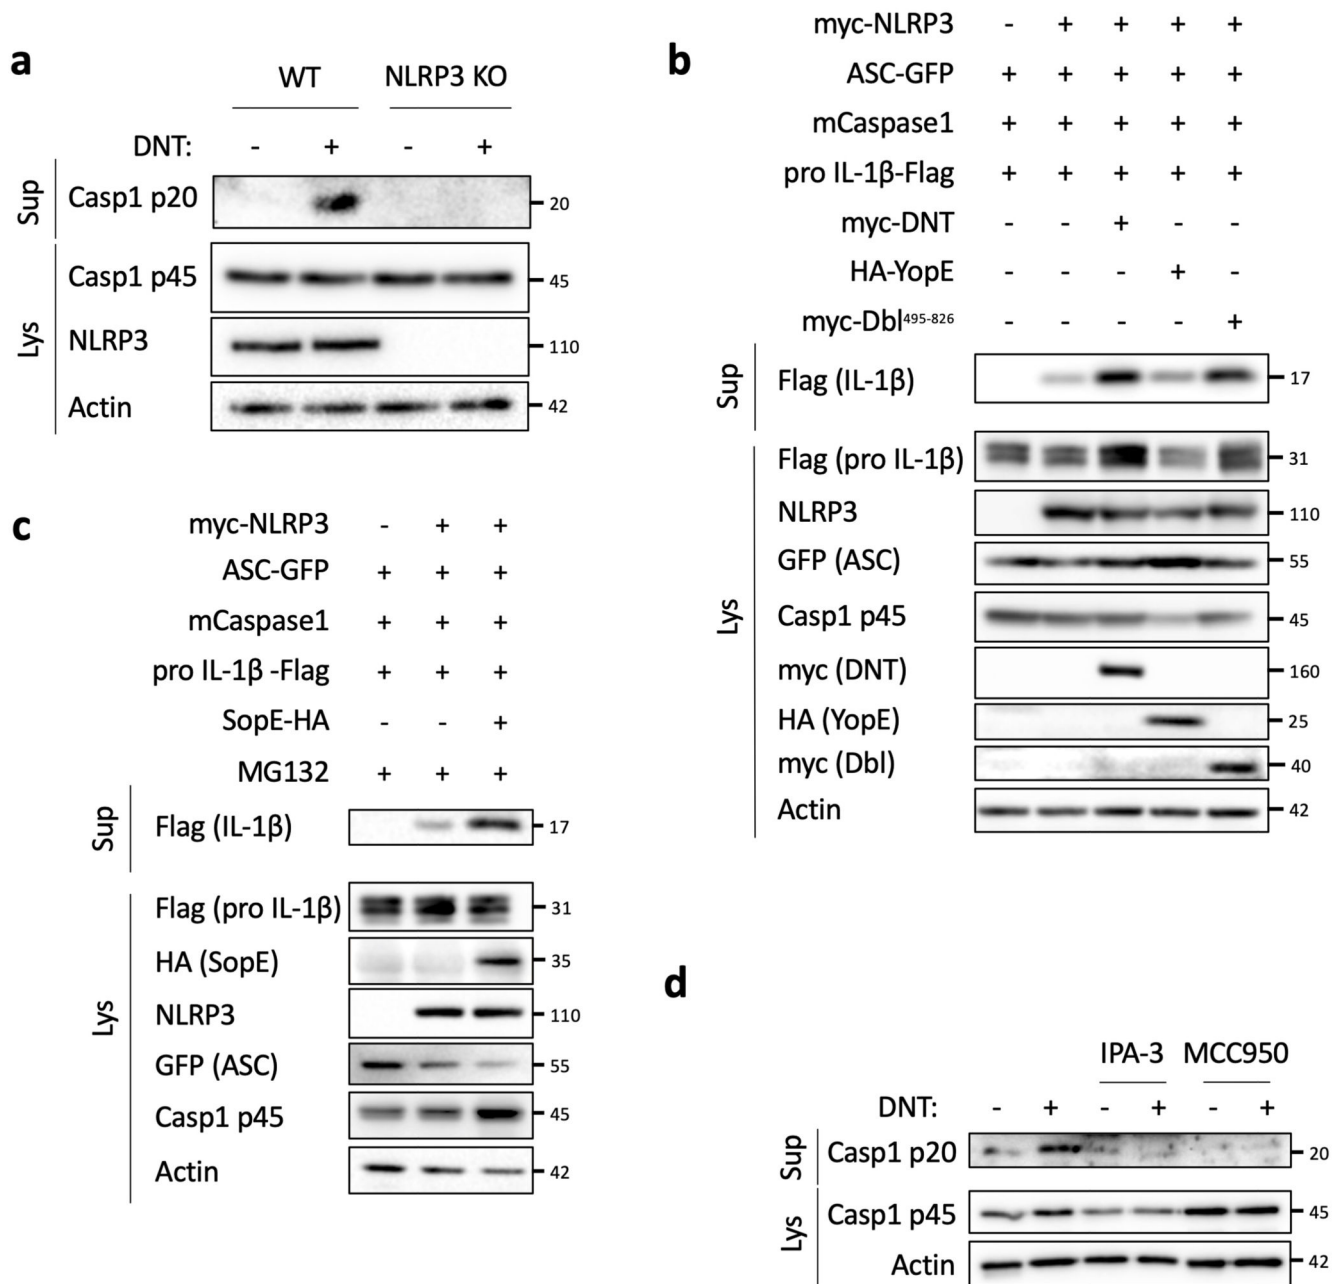 a
WT NLRP3 KO
DNT: - + - +
Sup
Casp1 p20 20
Lys
Casp1 p45 45
NLRP3 110
Actin 42
b
myc-NLRP3 - + + + +
ASC-GFP + + + + +
mCaspase1 + + + + +
pro IL-1β-Flag + + + + +
myc-DNT - - + - -
HA-YopE - - - + -
myc-Dbl⁴⁹⁵⁻⁸²⁶ - - - - +
Sup
Flag (IL-1β) 17
Lys
Flag (pro IL-1β) 31
NLRP3 110
GFP (ASC) 55
Casp1 p45 45
myc (DNT) 160
HA (YopE) 25
myc (Dbl) 40
Actin 42
c
myc-NLRP3 - + +
ASC-GFP + + +
mCaspase1 + + +
pro IL-1β -Flag + + +
SopE-HA - - +
MG132 + + +
Sup
Flag (IL-1β) 17
Lys
Flag (pro IL-1β) 31
HA (SopE) 35
NLRP3 110
GFP (ASC) 55
Casp1 p45 45
Actin 42
d
IPA-3 MCC950
DNT: - + - + - +
Sup
Casp1 p20 20
Lys
Casp1 p45 45
Actin 42